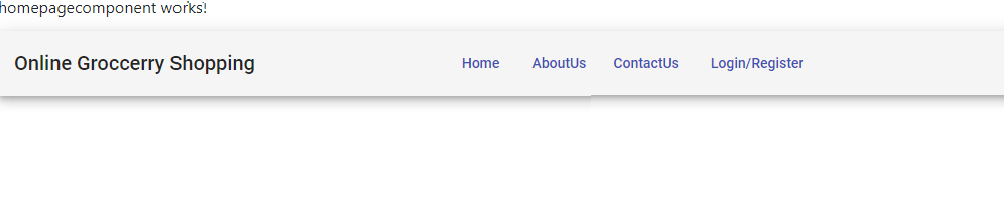 homepagecomponent works!
Online Groccerry Shopping Home AboutUs ContactUs Login/Register